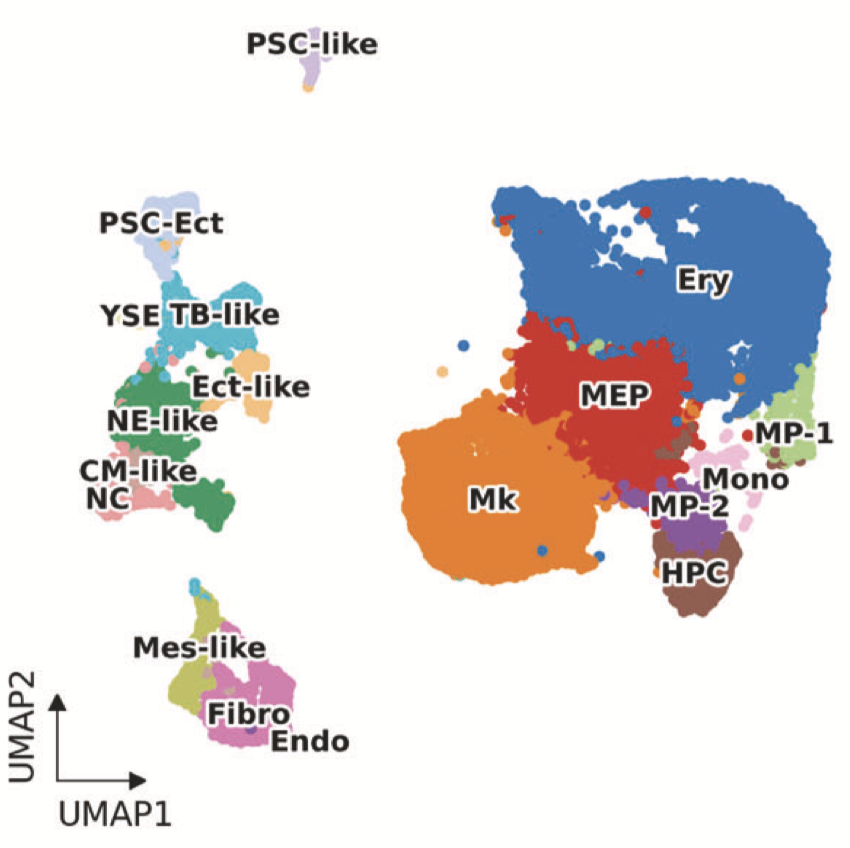 PSC-like
PSC-Ect
Ery
YSE TB-like
Ect-like
MEP
NE-like
MP-1
CM-like
Mono
NC
Mk
MP-2
HPC
Mes-like
Fibro
Endo
UMAP2
UMAP1